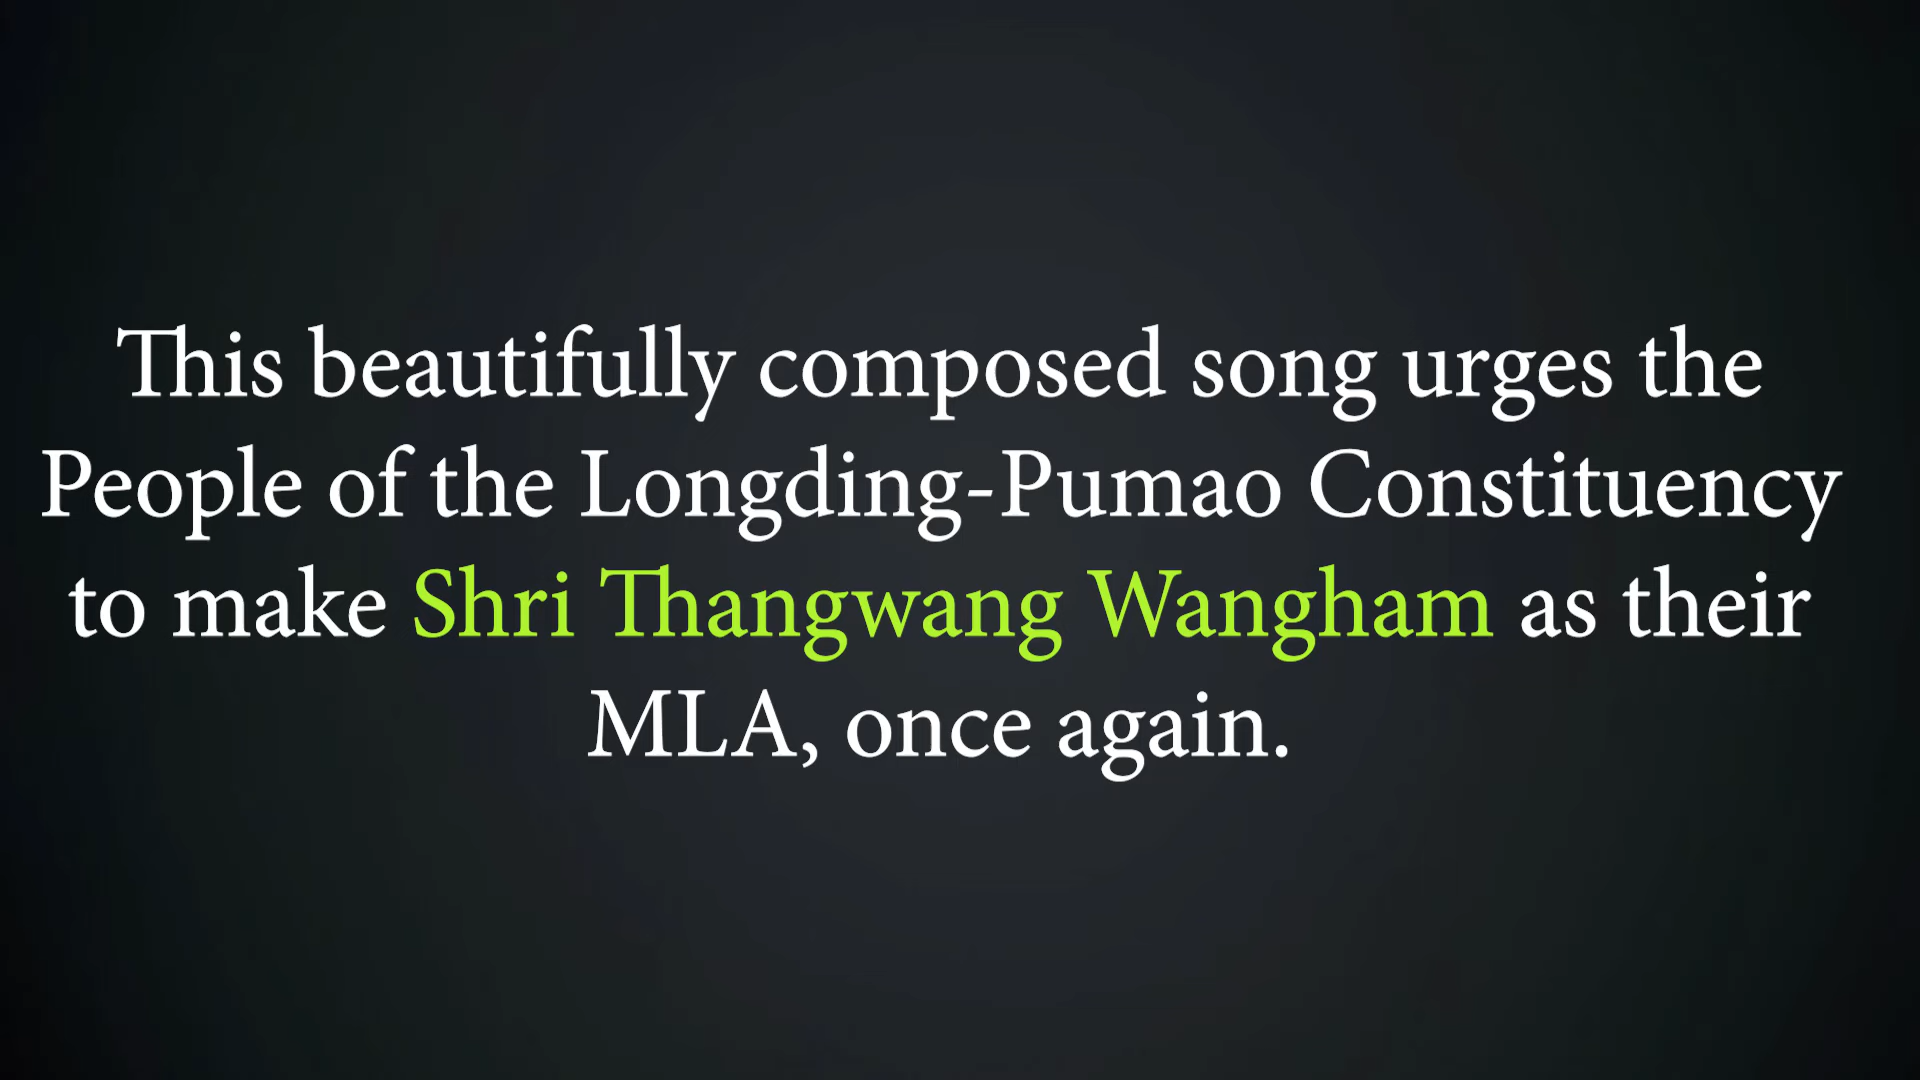 This beautifully composed song urges the
People of the Longding-Pumao Constituency
to make Shri Thangwang Wangham as their
MLA, once again.